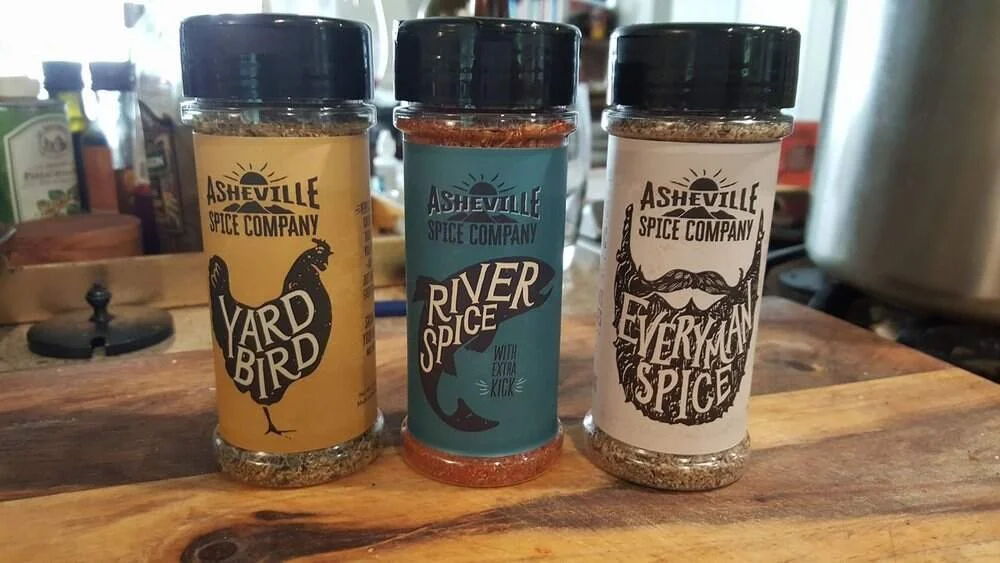 ASHEVILLE
SPICE COMPANY
YARD
BIRD
ASHEVILLE
SPICE COMPANY
RIVER
SPICE
WITH
EXTRA
KICK
ASHEVILLE
SPICE COMPANY
EVERYMAN
SPICE